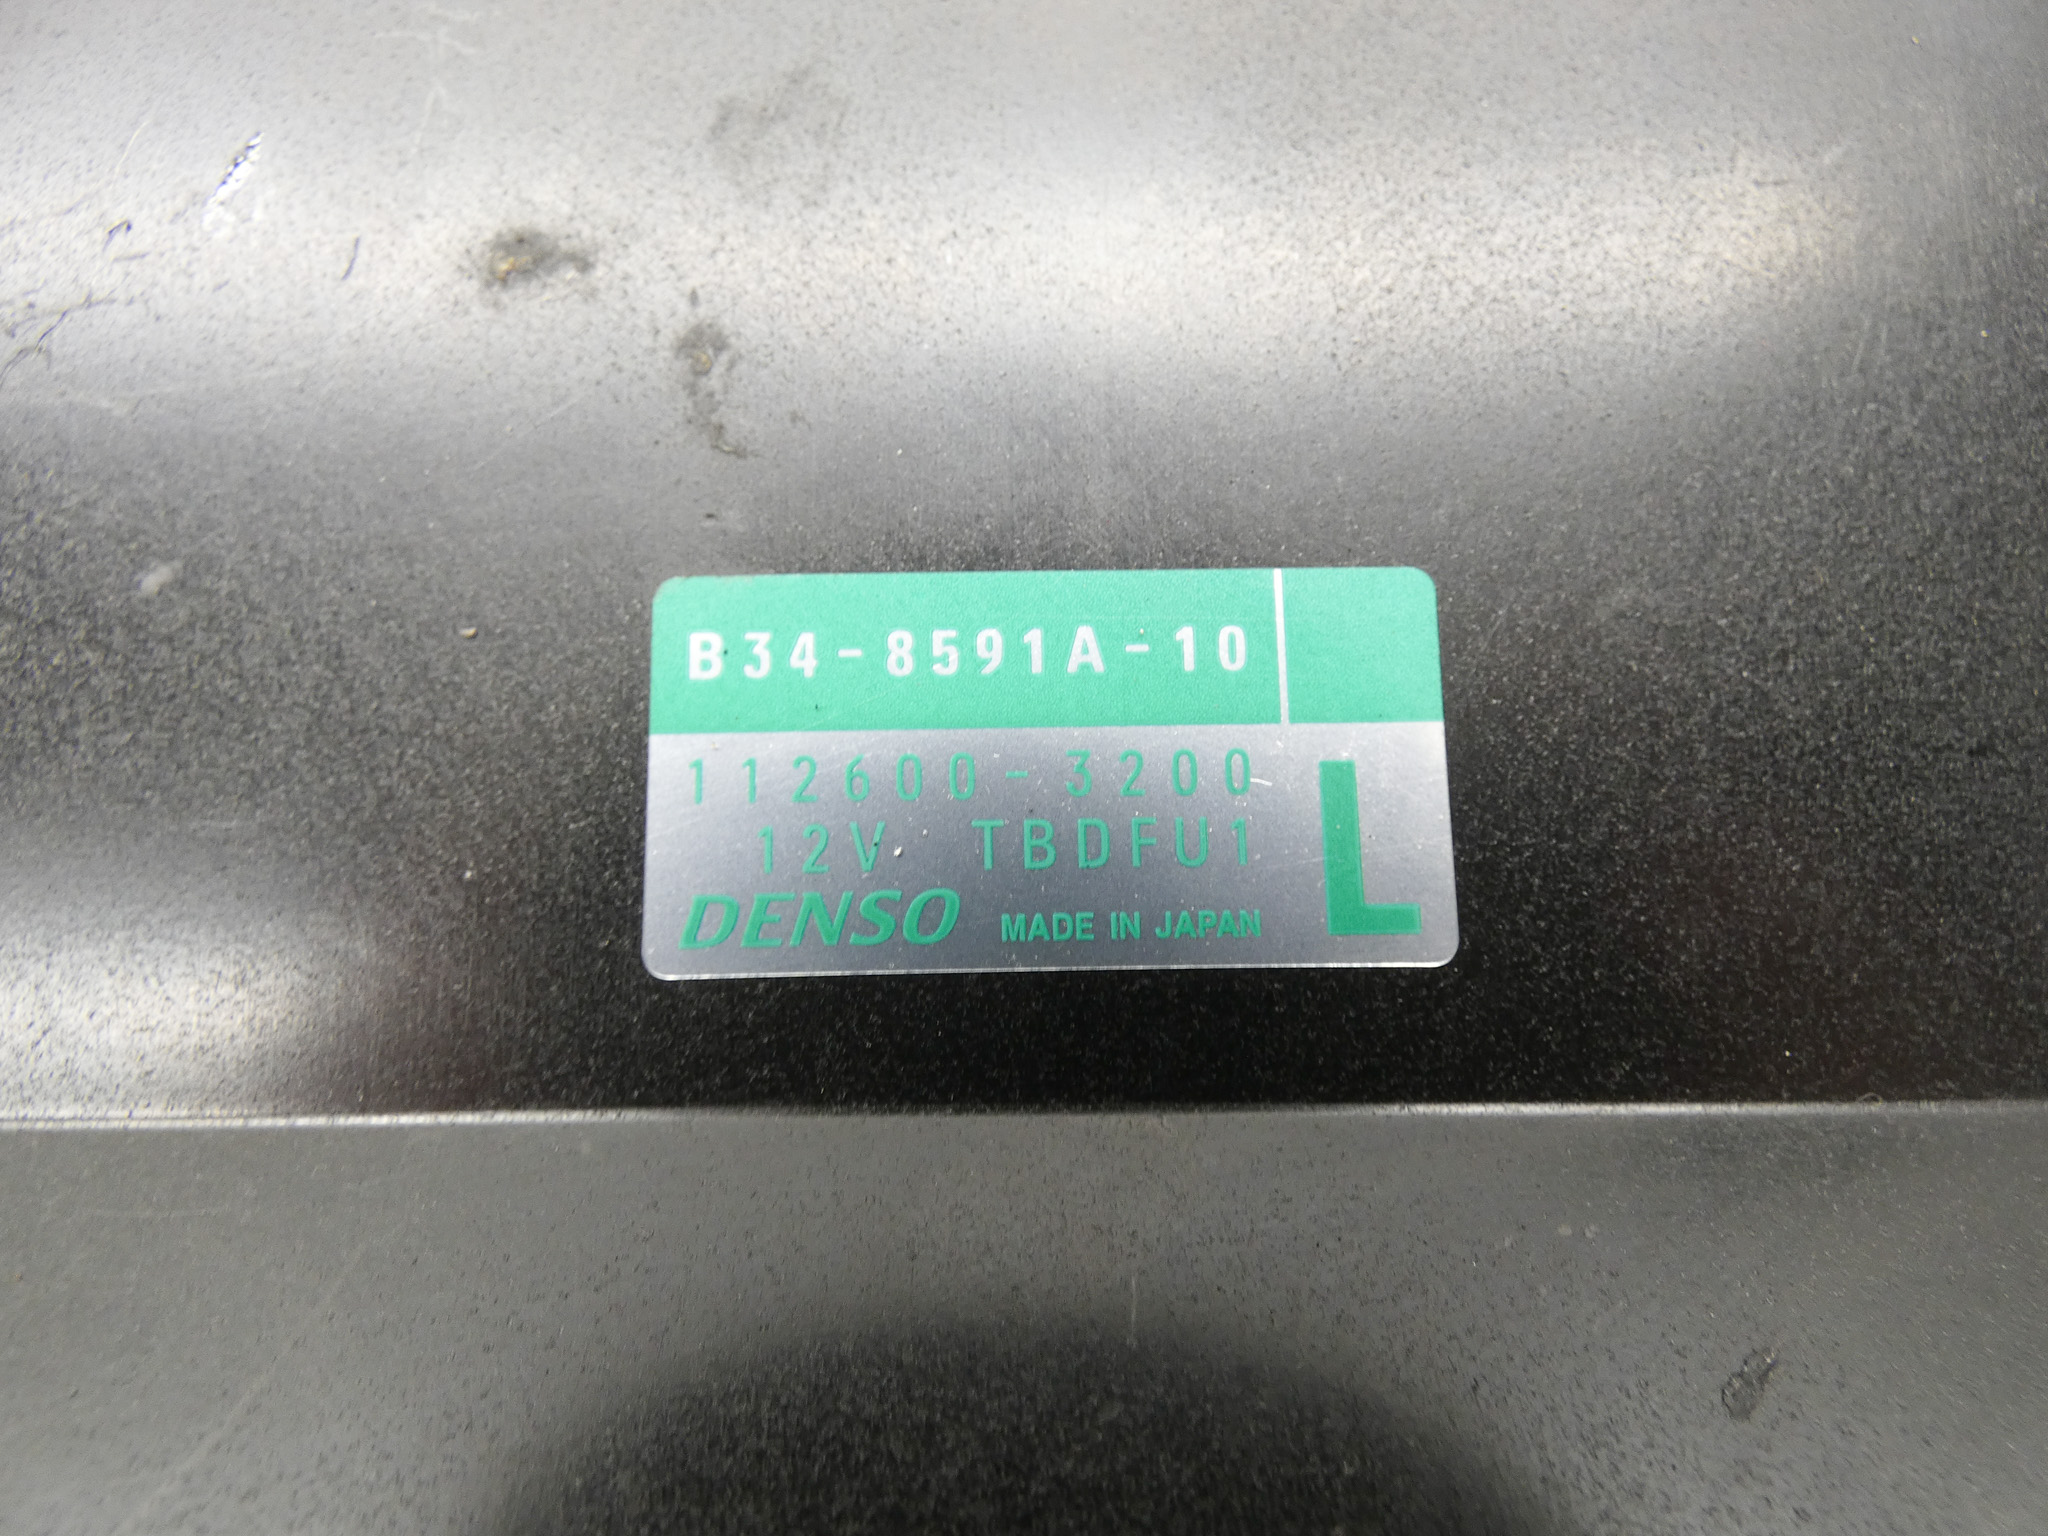 B34-8591A-10
112600-3200
12V TBDFU1
L
DENSO MADE IN JAPAN